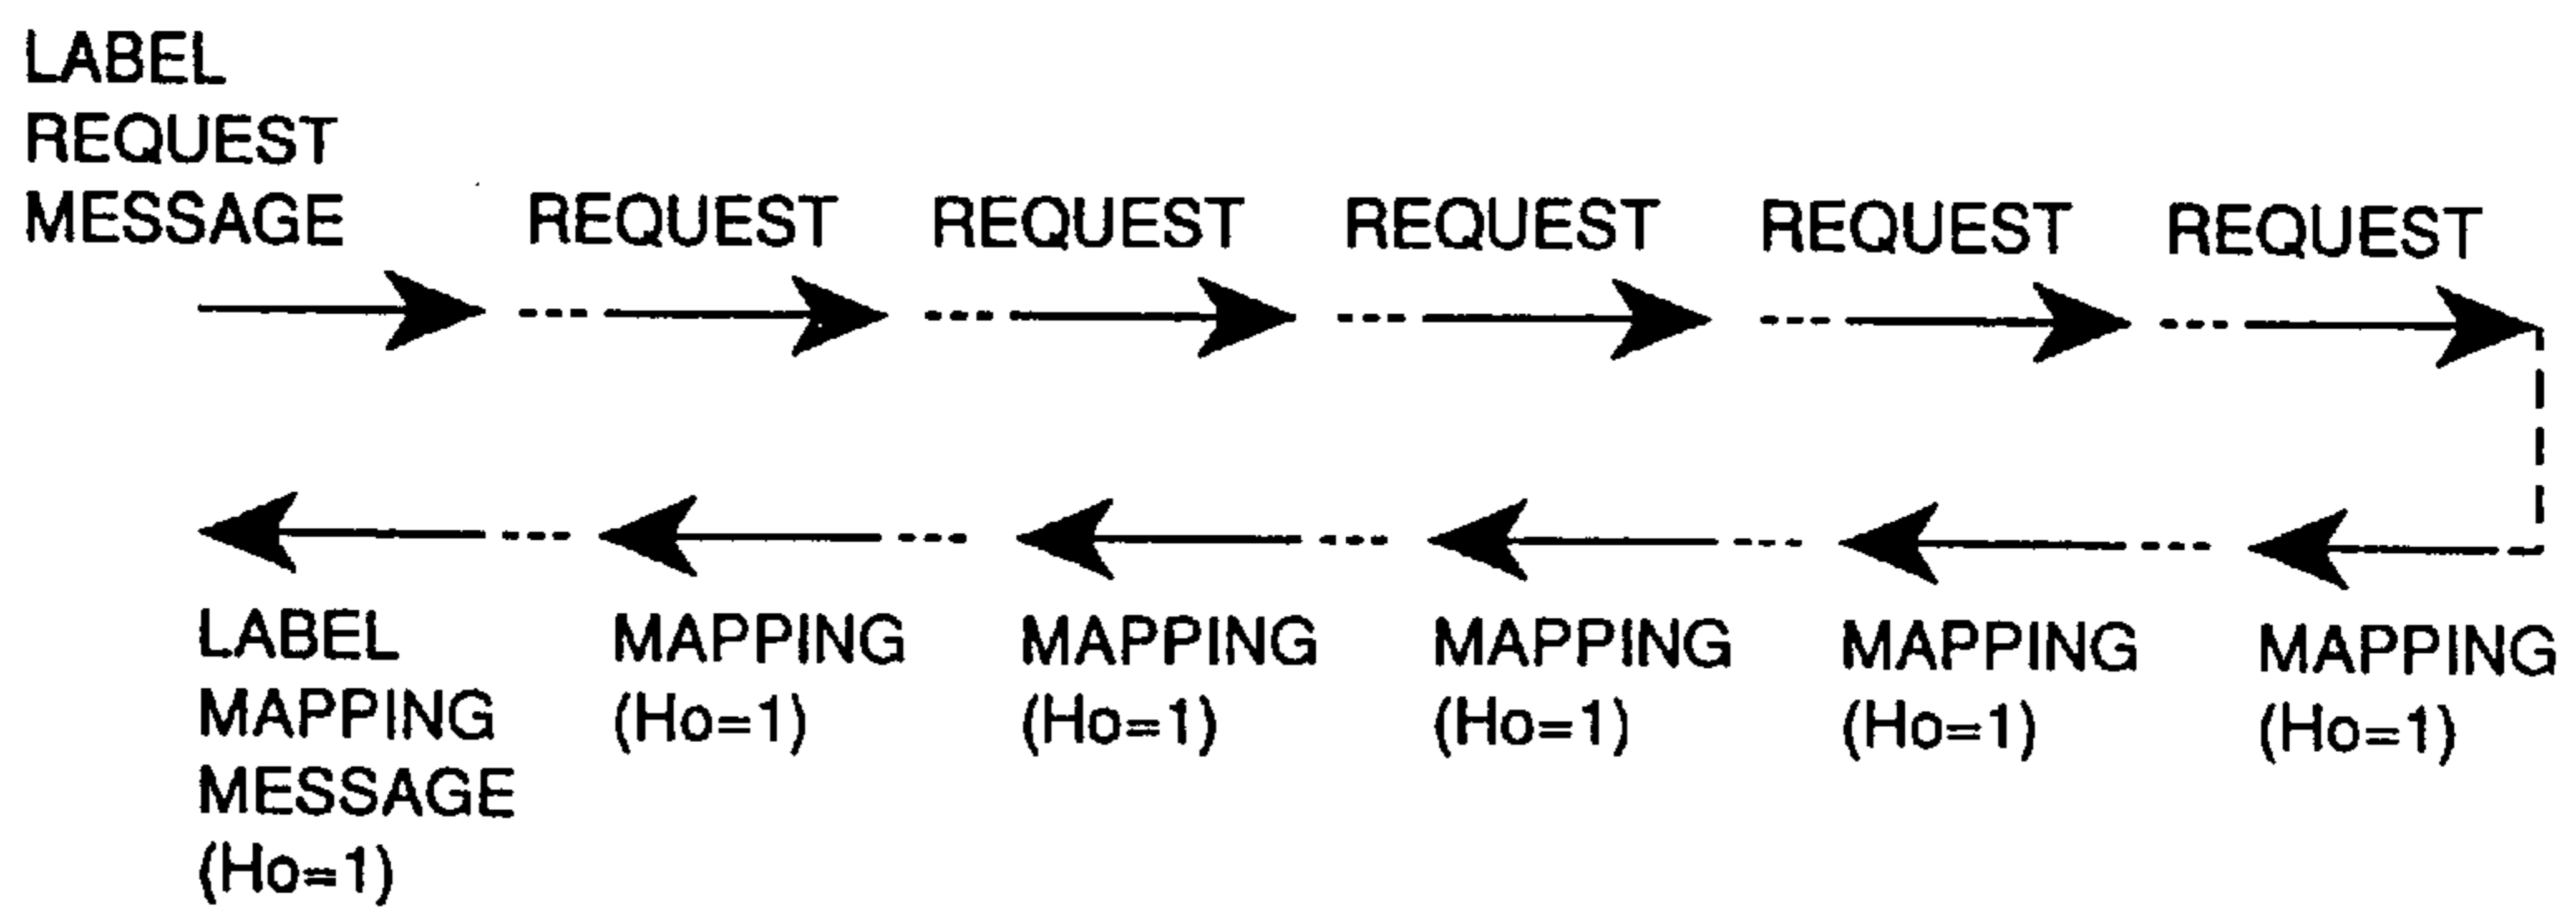 LABEL
REQUEST
MESSAGE
REQUEST
REQUEST
REQUEST
REQUEST
REQUEST
LABEL
MAPPING
MESSAGE
(Ho=1)
MAPPING
(Ho=1)
MAPPING
(Ho=1)
MAPPING
(Ho=1)
MAPPING
(Ho=1)
MAPPING
(Ho=1)